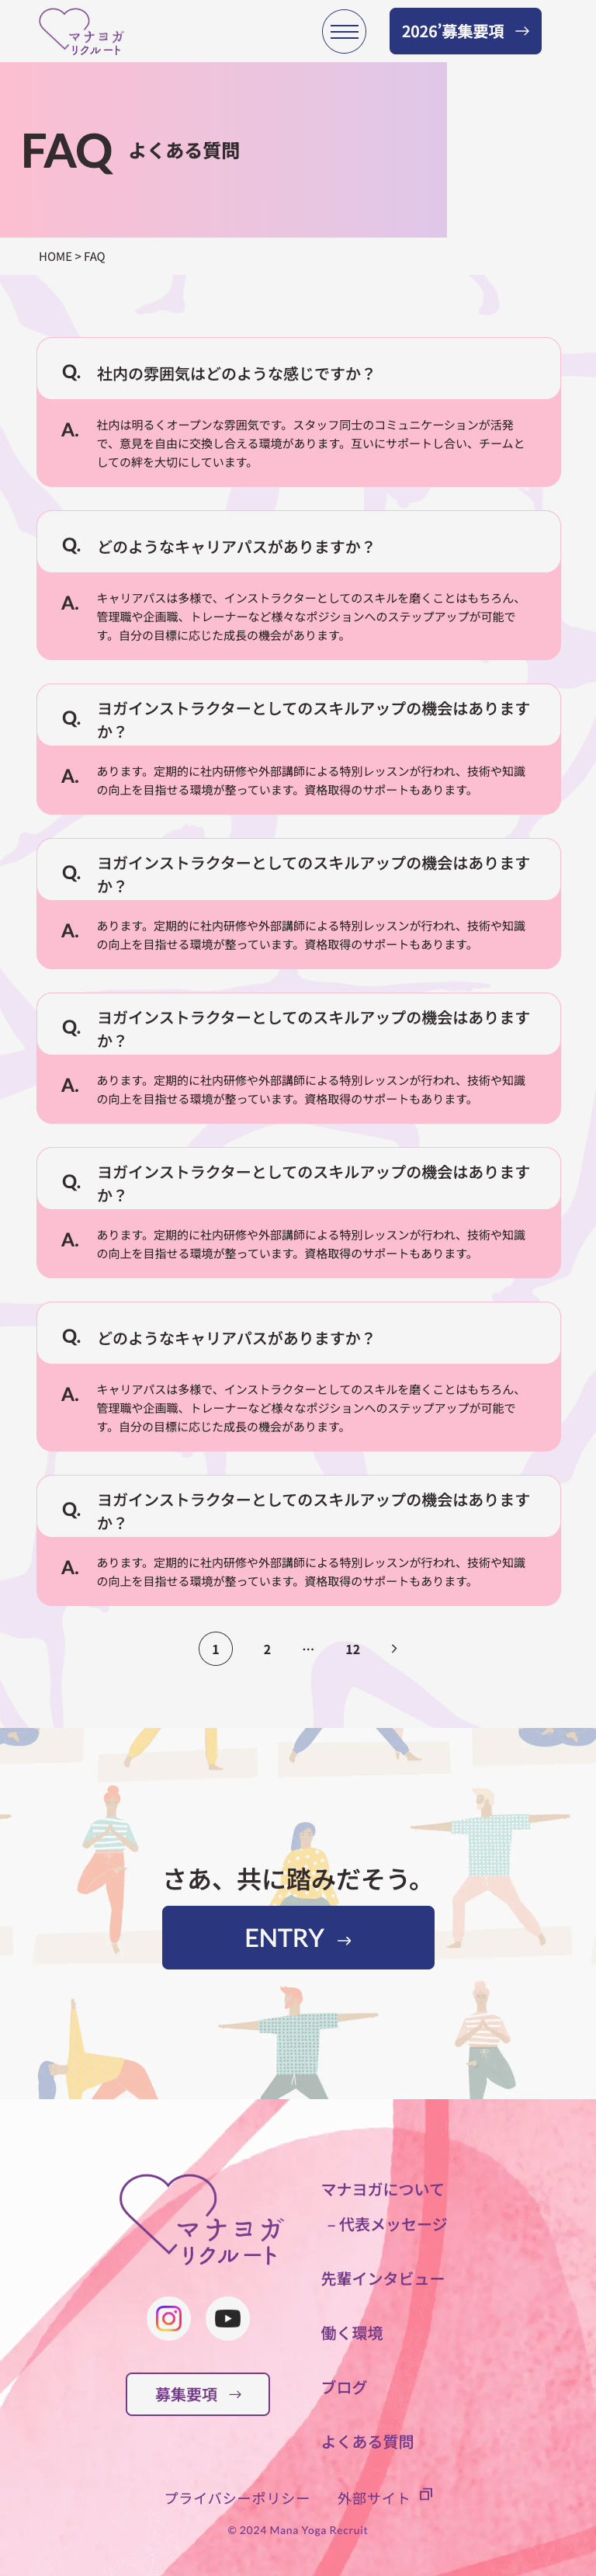 マナヨガ
リクルート
2026’募集要項 →
FAQ よくある質問
HOME > FAQ
Q. 社内の雰囲気はどのような感じですか？
A. 社内は明るくオープンな雰囲気です。スタッフ同士のコミュニケーションが活発
で、意見を自由に交換し合える環境があります。互いにサポートし合い、チームと
しての絆を大切にしています。
Q. どのようなキャリアパスがありますか？
A. キャリアパスは多様で、インストラクターとしてのスキルを磨くことはもちろん、
管理職や企画職、トレーナーなど様々なポジションへのステップアップが可能で
す。自分の目標に応じた成長の機会があります。
Q. ヨガインストラクターとしてのスキルアップの機会はあります
か？
A. あります。定期的に社内研修や外部講師による特別レッスンが行われ、技術や知識
の向上を目指せる環境が整っています。資格取得のサポートもあります。
Q. ヨガインストラクターとしてのスキルアップの機会はあります
か？
A. あります。定期的に社内研修や外部講師による特別レッスンが行われ、技術や知識
の向上を目指せる環境が整っています。資格取得のサポートもあります。
Q. ヨガインストラクターとしてのスキルアップの機会はあります
か？
A. あります。定期的に社内研修や外部講師による特別レッスンが行われ、技術や知識
の向上を目指せる環境が整っています。資格取得のサポートもあります。
Q. ヨガインストラクターとしてのスキルアップの機会はあります
か？
A. あります。定期的に社内研修や外部講師による特別レッスンが行われ、技術や知識
の向上を目指せる環境が整っています。資格取得のサポートもあります。
Q. どのようなキャリアパスがありますか？
A. キャリアパスは多様で、インストラクターとしてのスキルを磨くことはもちろん、
管理職や企画職、トレーナーなど様々なポジションへのステップアップが可能で
す。自分の目標に応じた成長の機会があります。
Q. ヨガインストラクターとしてのスキルアップの機会はあります
か？
A. あります。定期的に社内研修や外部講師による特別レッスンが行われ、技術や知識
の向上を目指せる環境が整っています。資格取得のサポートもあります。
1 2 … 12 >
さあ、共に踏みだそう。
ENTRY →
マナヨガ
リクルート
募集要項 →
マナヨガについて
– 代表メッセージ
先輩インタビュー
働く環境
ブログ
よくある質問
プライバシーポリシー 外部サイト
© 2024 Mana Yoga Recruit